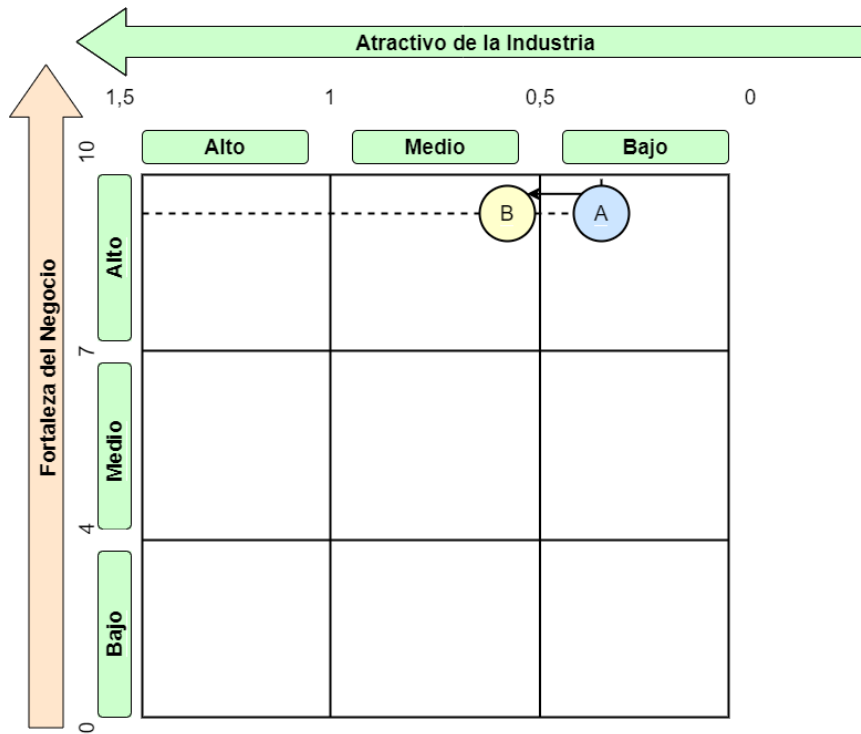 Atractivo de la Industria
1,5
1
0,5
0
Alto
Medio
Bajo
Fortaleza del Negocio
10
Alto
7
Medio
4
Bajo
0
B
A